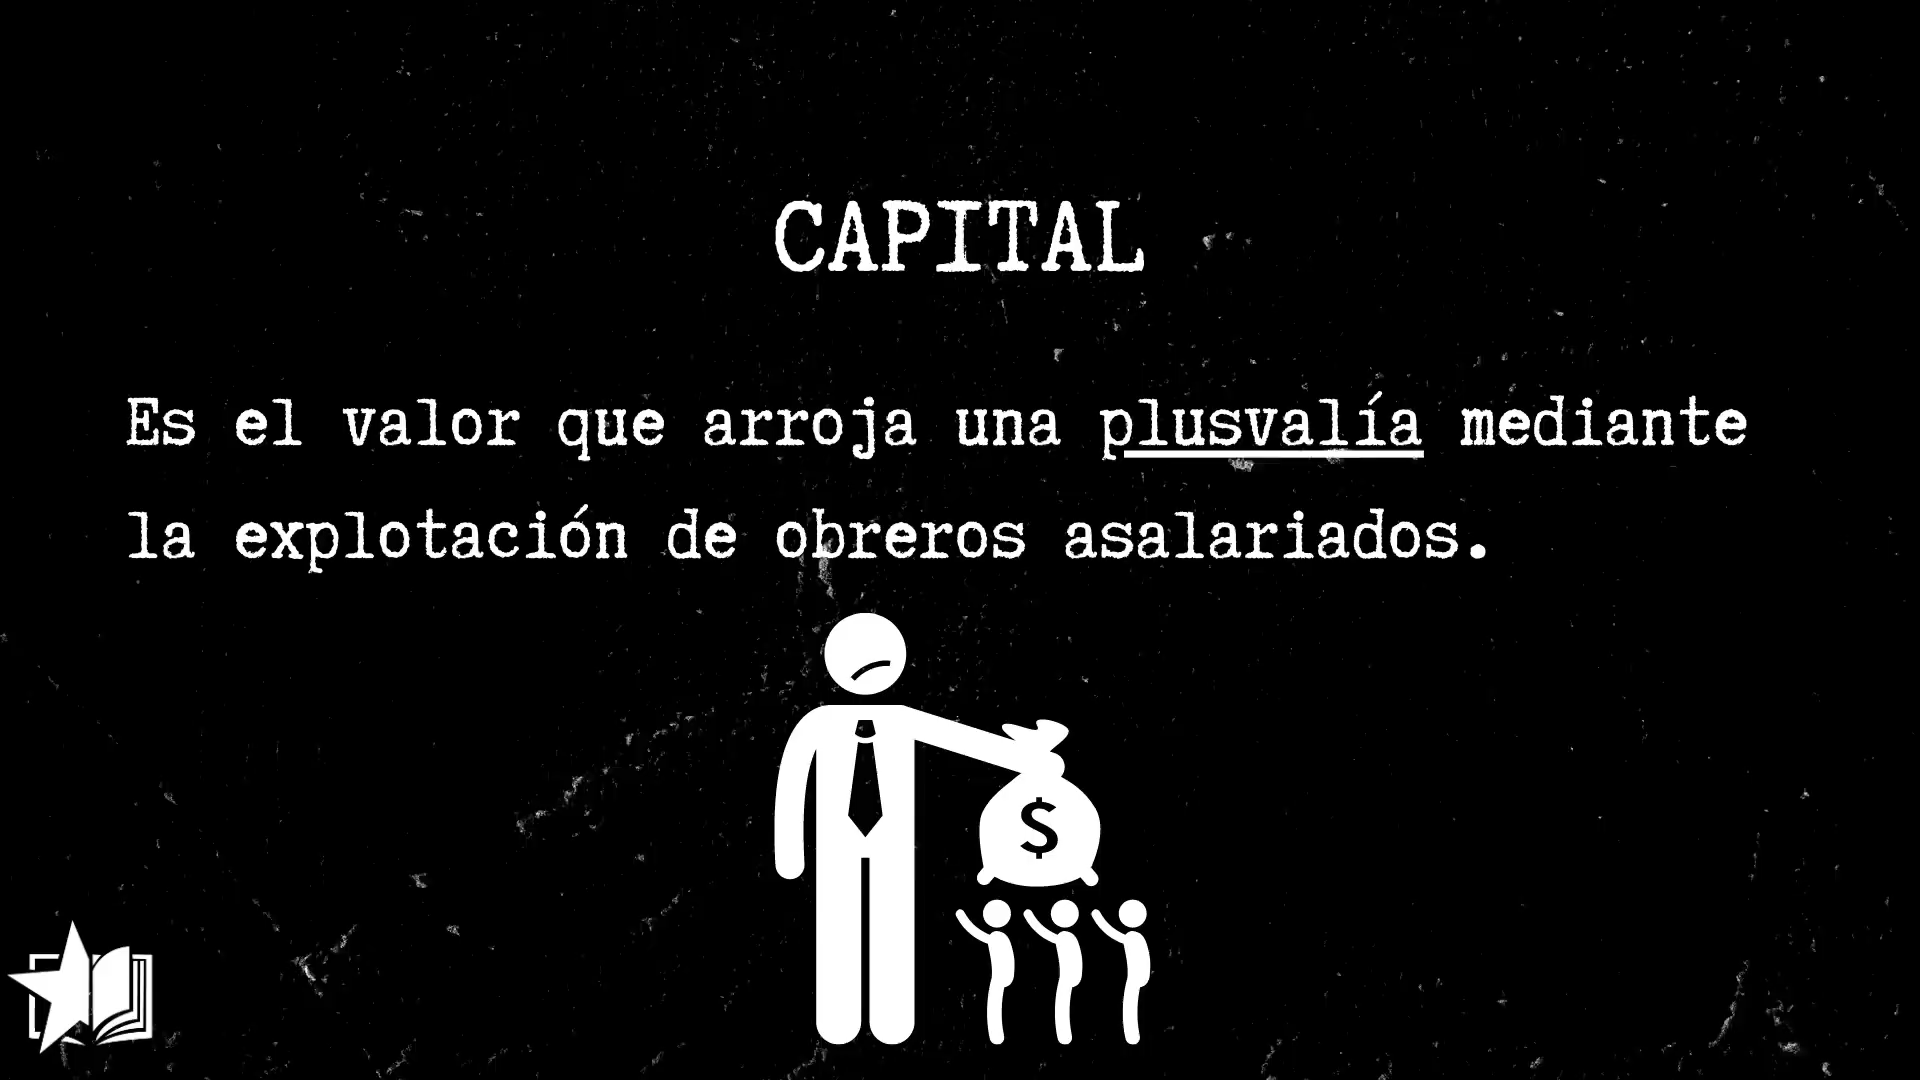 CAPITAL
Es el valor que arroja una plusvalía mediante
la explotación de obreros asalariados.
$